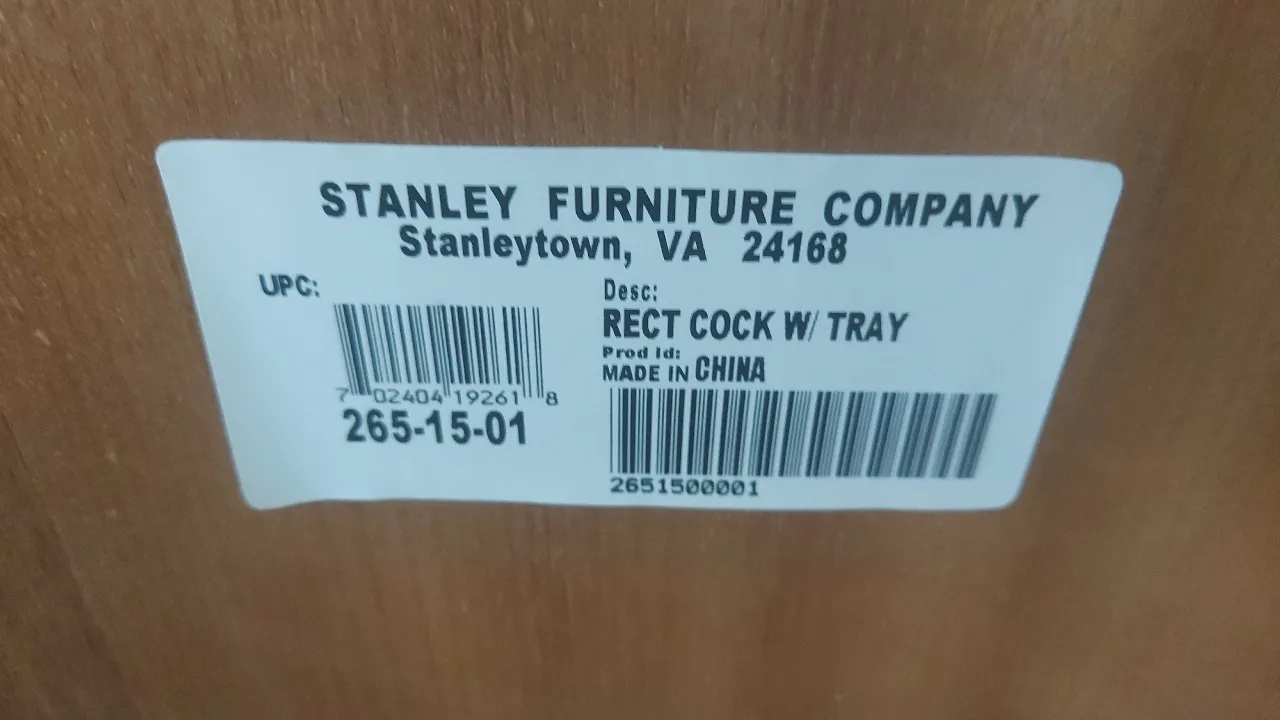 STANLEY FURNITURE COMPANY
Stanleytown, VA 24168
UPC:
7 02404 19261 8
265-15-01
Desc:
RECT COCK W/ TRAY
Prod Id:
MADE IN CHINA
2651500001